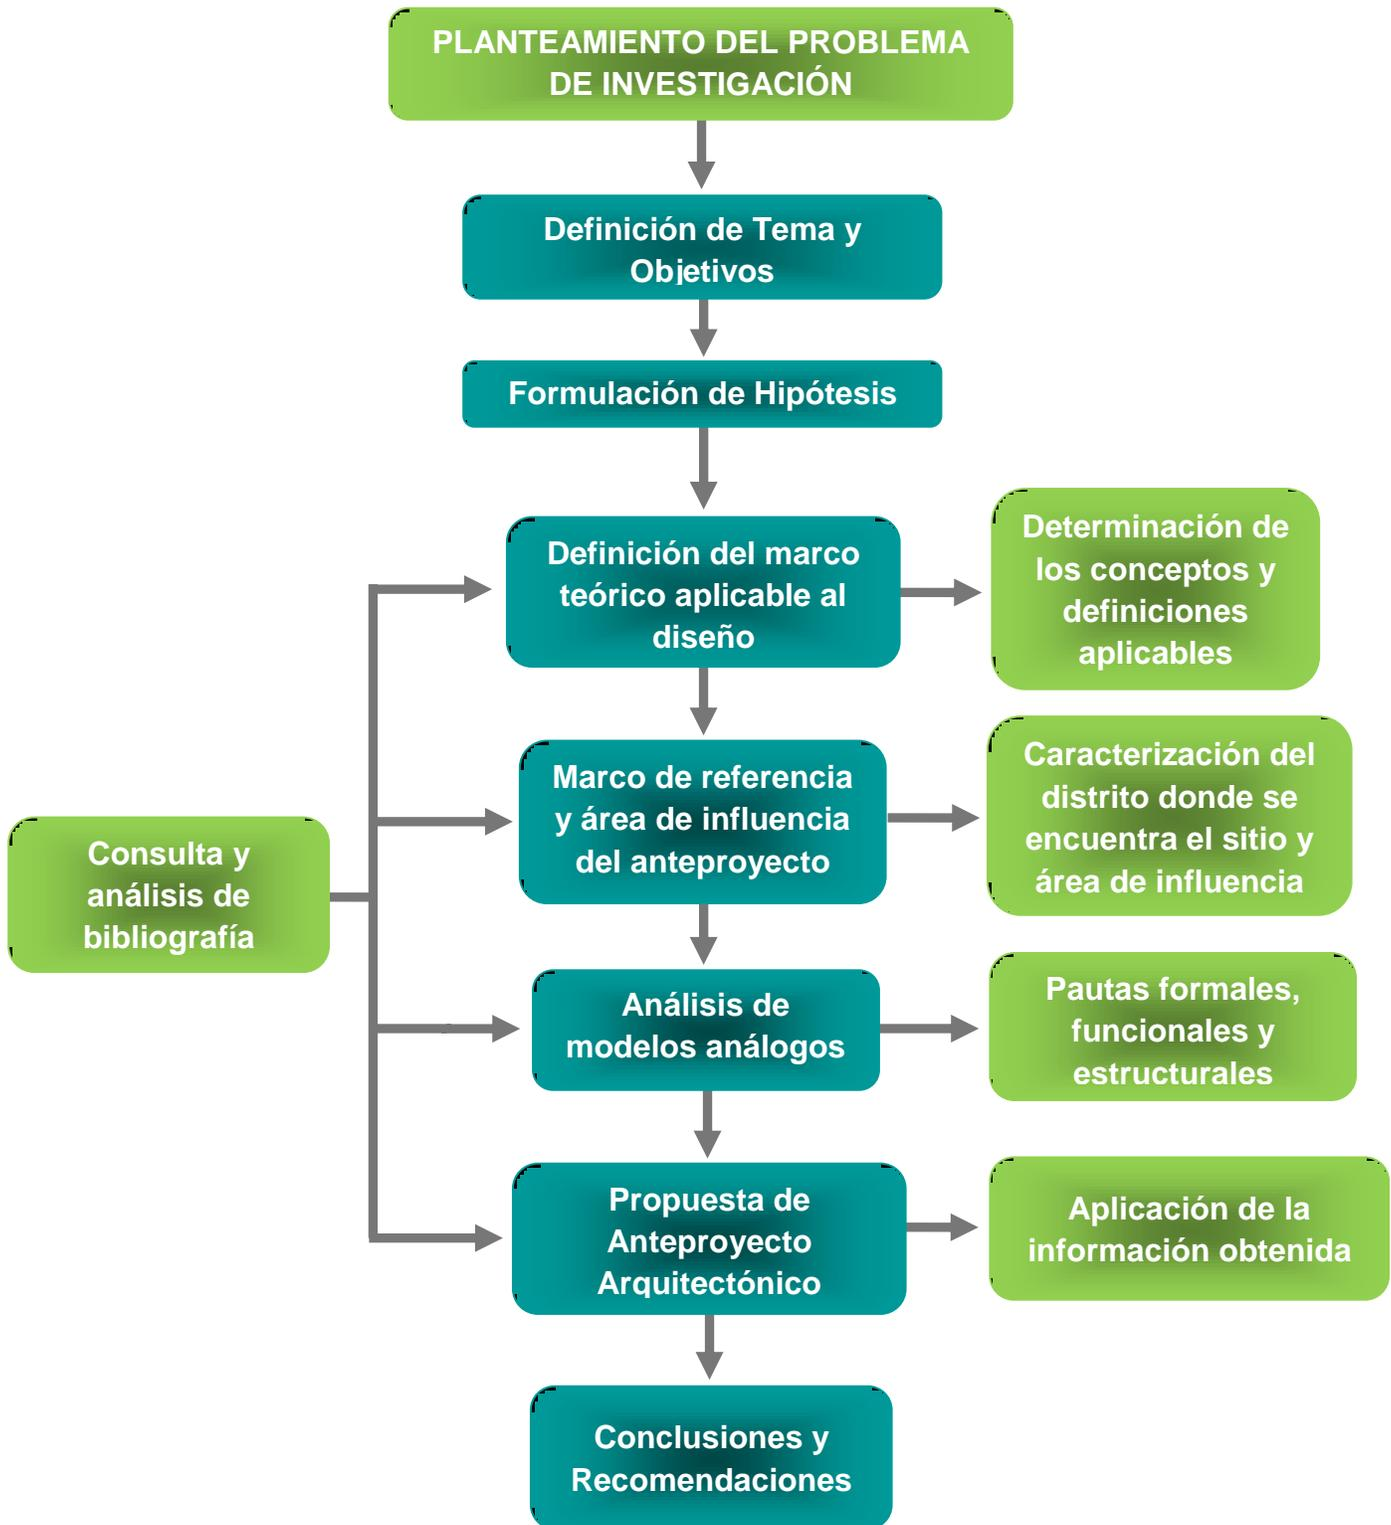 PLANTEAMIENTO DEL PROBLEMA
DE INVESTIGACIÓN
Definición de Tema y
Objetivos
Formulación de Hipótesis
Definición del marco
teórico aplicable al
diseño
Determinación de
los conceptos y
definiciones
aplicables
Marco de referencia
y área de influencia
del anteproyecto
Caracterización del
distrito donde se
encuentra el sitio y
área de influencia
Consulta y
análisis de
bibliografía
Análisis de
modelos análogos
Pautas formales,
funcionales y
estructurales
Propuesta de
Anteproyecto
Arquitectónico
Aplicación de la
información obtenida
Conclusiones y
Recomendaciones